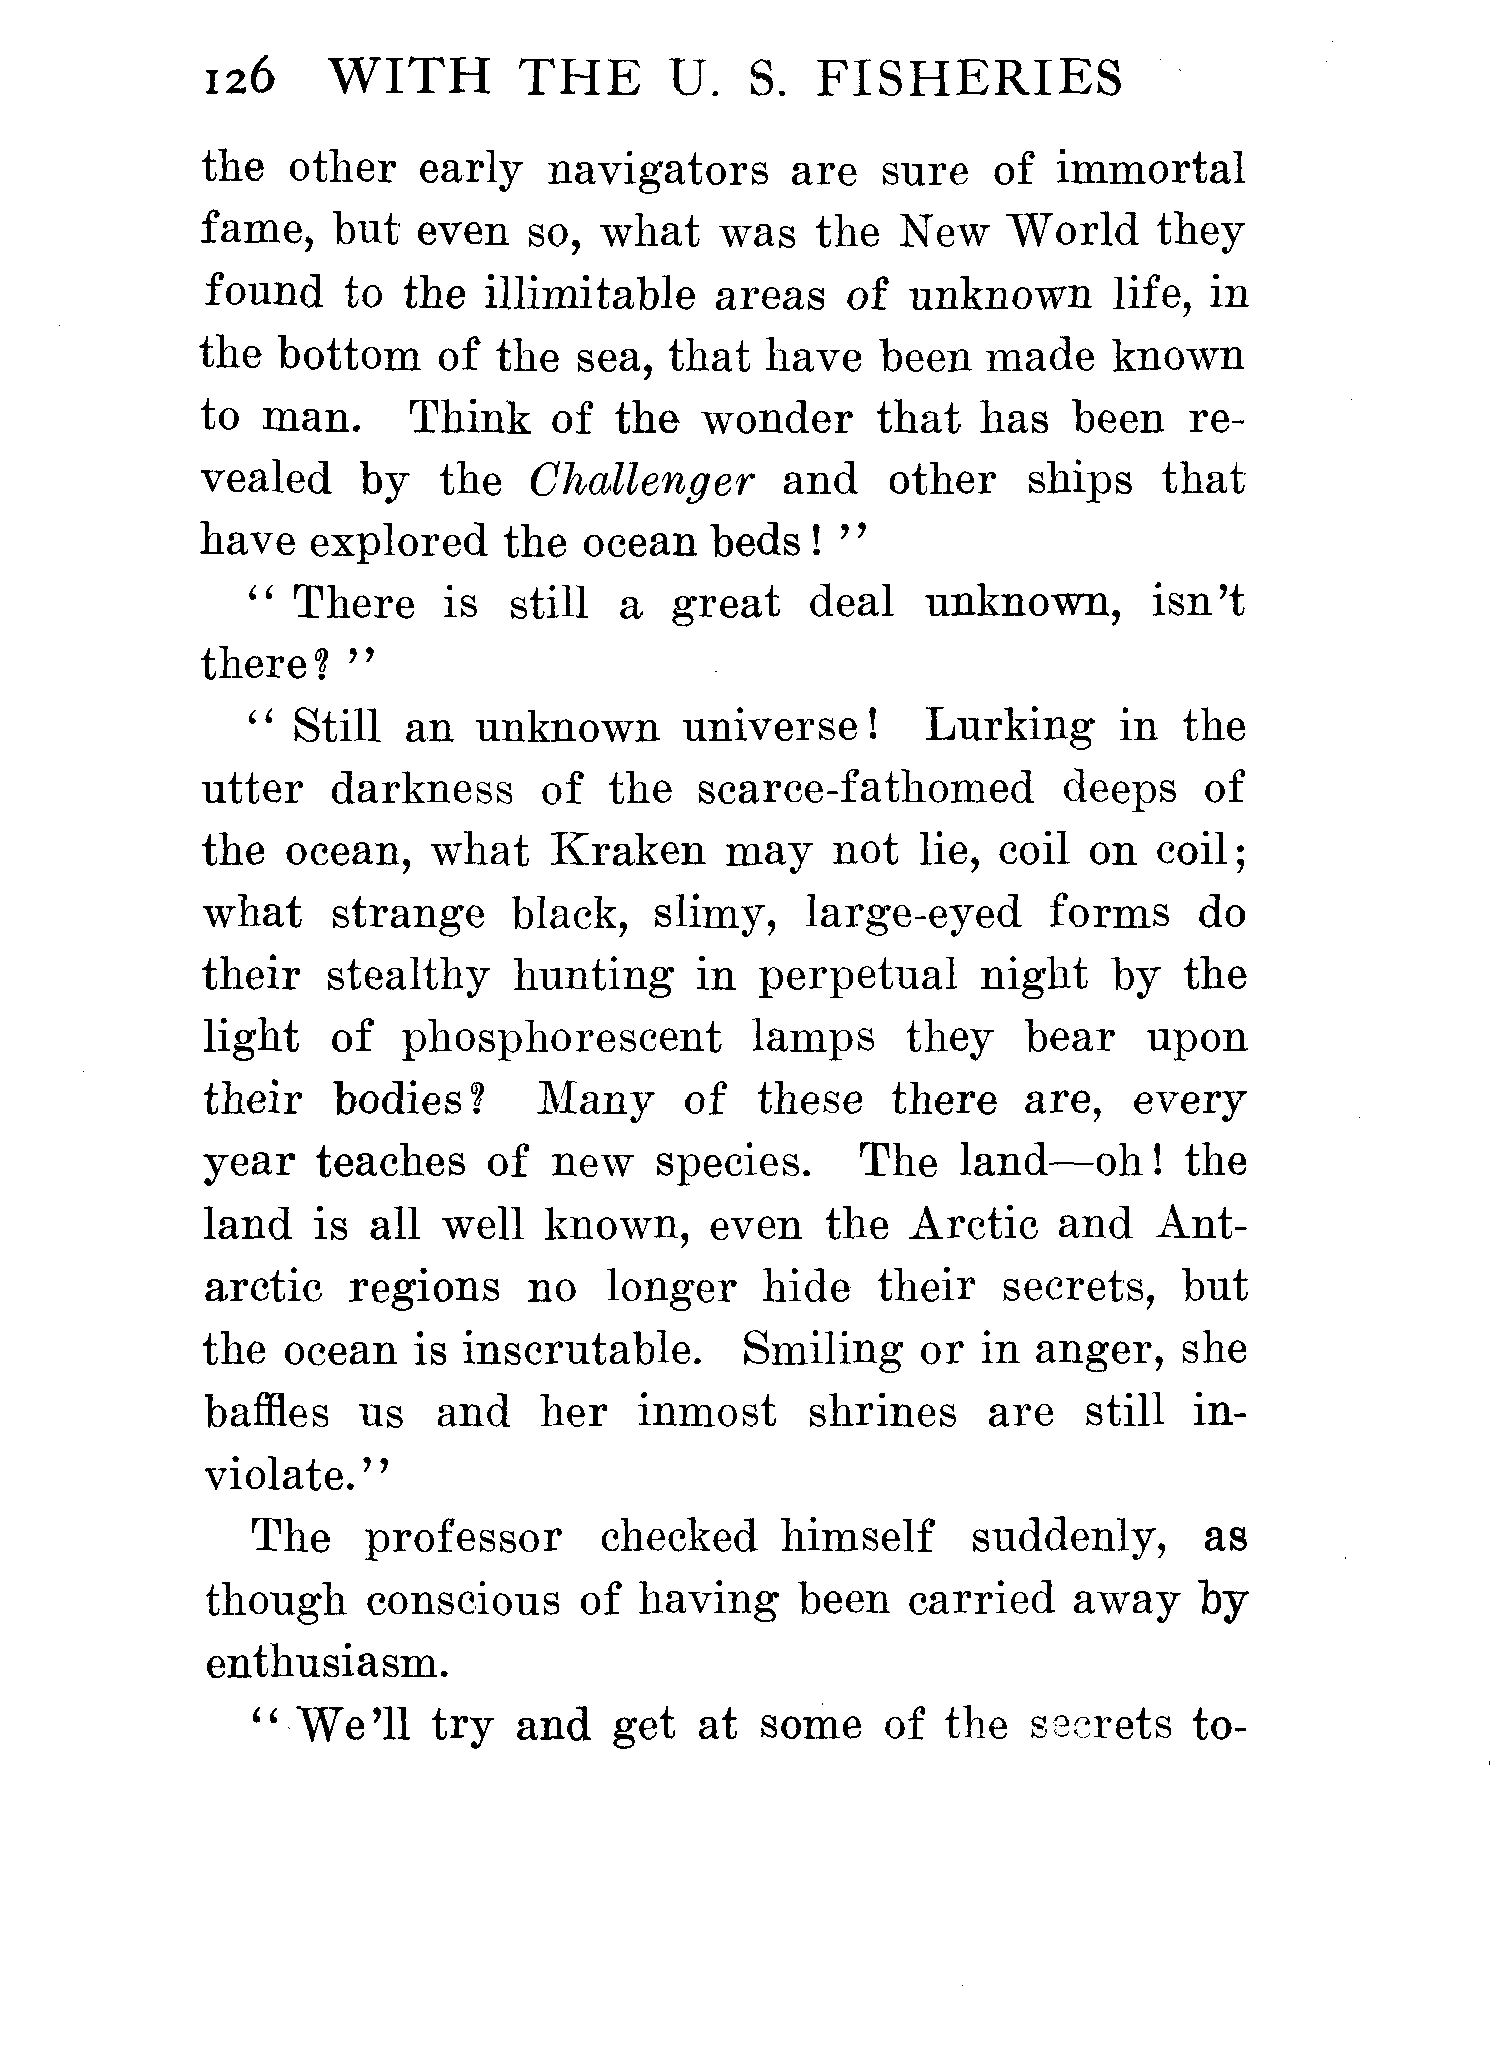 126 WITH THE U. S. FISHERIES
the other early navigators are sure of immortal
fame, but even so, what was the New World they
found to the illimitable areas of unknown life, in
the bottom of the sea, that have been made known
to man. Think of the wonder that has been re-
vealed by the Challenger and other ships that
have explored the ocean beds! ’’
‘‘ There is still a great deal unknown, isn’t
there? ’’
‘‘ Still an unknown universe! Lurking in the
utter darkness of the scarce-fathomed deeps of
the ocean, what Kraken may not lie, coil on coil;
what strange black, slimy, large-eyed forms do
their stealthy hunting in perpetual night by the
light of phosphorescent lamps they bear upon
their bodies? Many of these there are, every
year teaches of new species. The land—oh! the
land is all well known, even the Arctic and Ant-
arctic regions no longer hide their secrets, but
the ocean is inscrutable. Smiling or in anger, she
baffles us and her inmost shrines are still in-
violate.’’
The professor checked himself suddenly, as
though conscious of having been carried away by
enthusiasm.
‘‘ We’ll try and get at some of the secrets to-